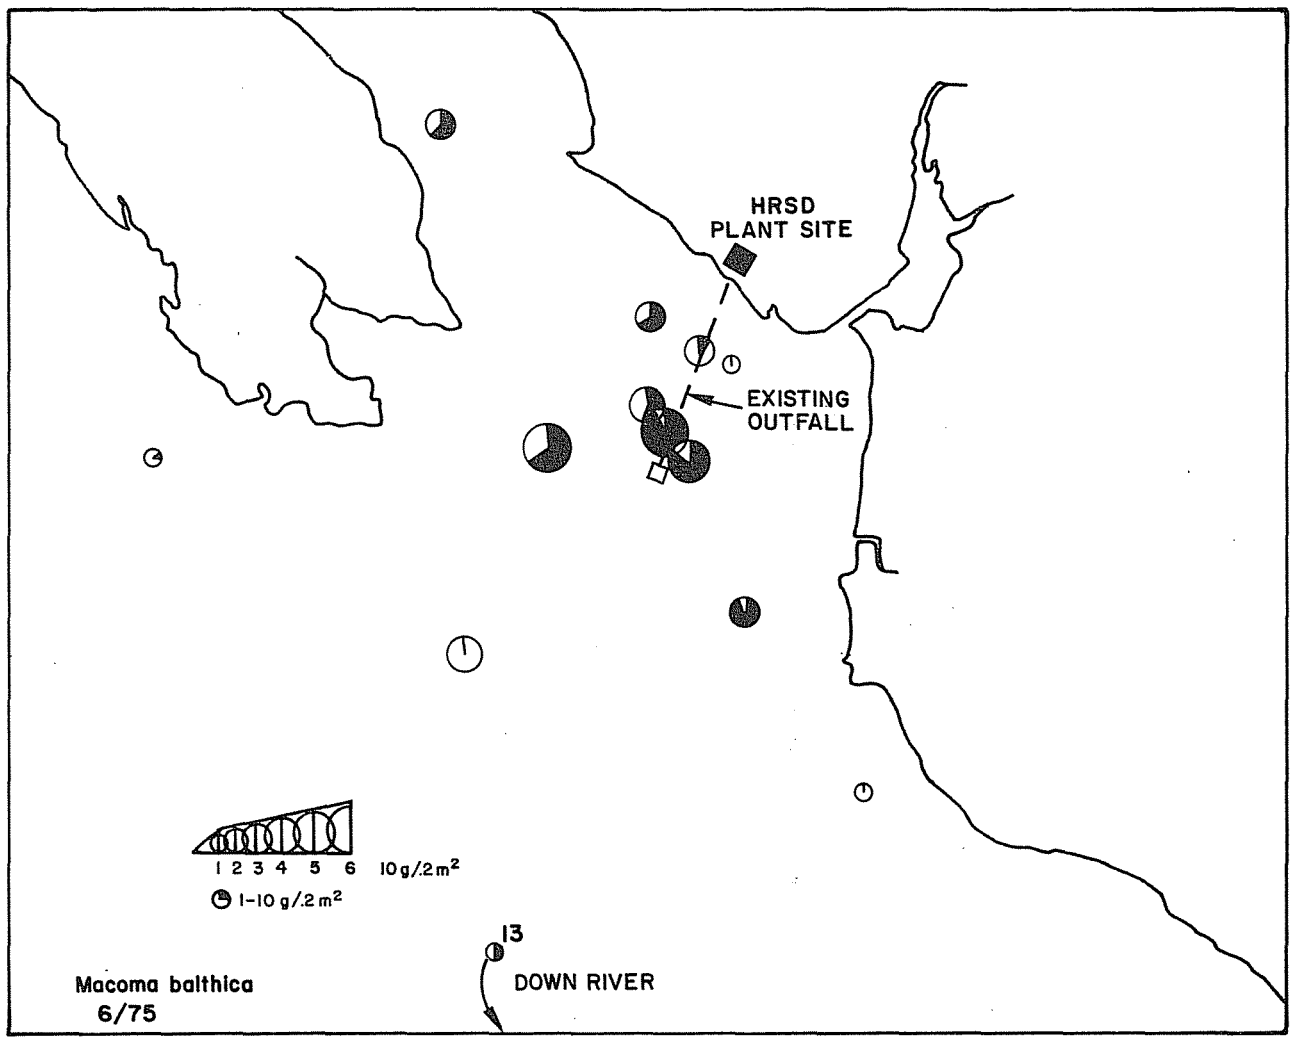 HRSD
PLANT SITE
EXISTING
OUTFALL
1 2 3 4 5 6 10g/.2m²
1-10 g/.2m²
13
DOWN RIVER
Macoma balthica
6/75